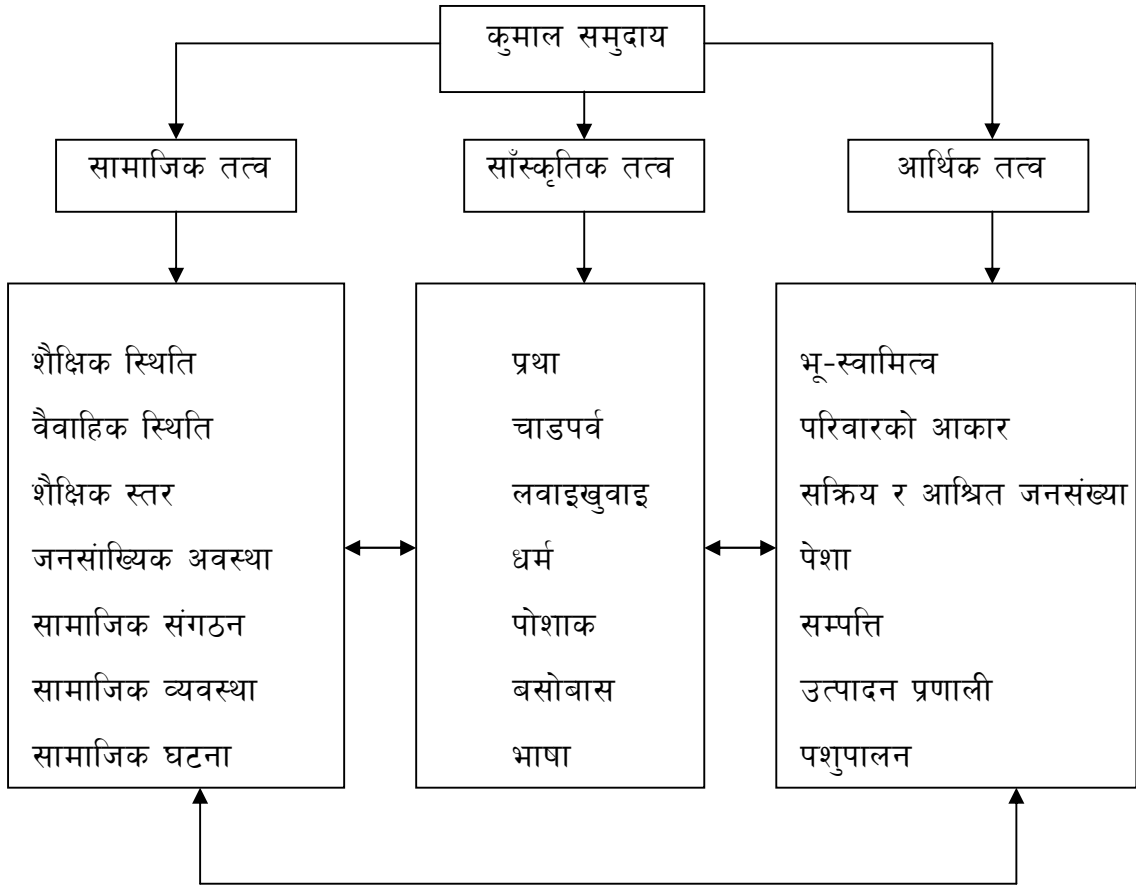 कुमाल समुदाय
सामाजिक तत्व
साँस्कृतिक तत्व
आर्थिक तत्व
शैक्षिक स्थिति
वैवाहिक स्थिति
शैक्षिक स्तर
जनसांख्यिक अवस्था
सामाजिक संगठन
सामाजिक व्यवस्था
सामाजिक घटना
प्रथा
चाडपर्व
लवाइखुवाइ
धर्म
पोशाक
बसोबास
भाषा
भू-स्वामित्व
परिवारको आकार
सक्रिय र आश्रित जनसंख्या
पेशा
सम्पत्ति
उत्पादन प्रणाली
पशुपालन